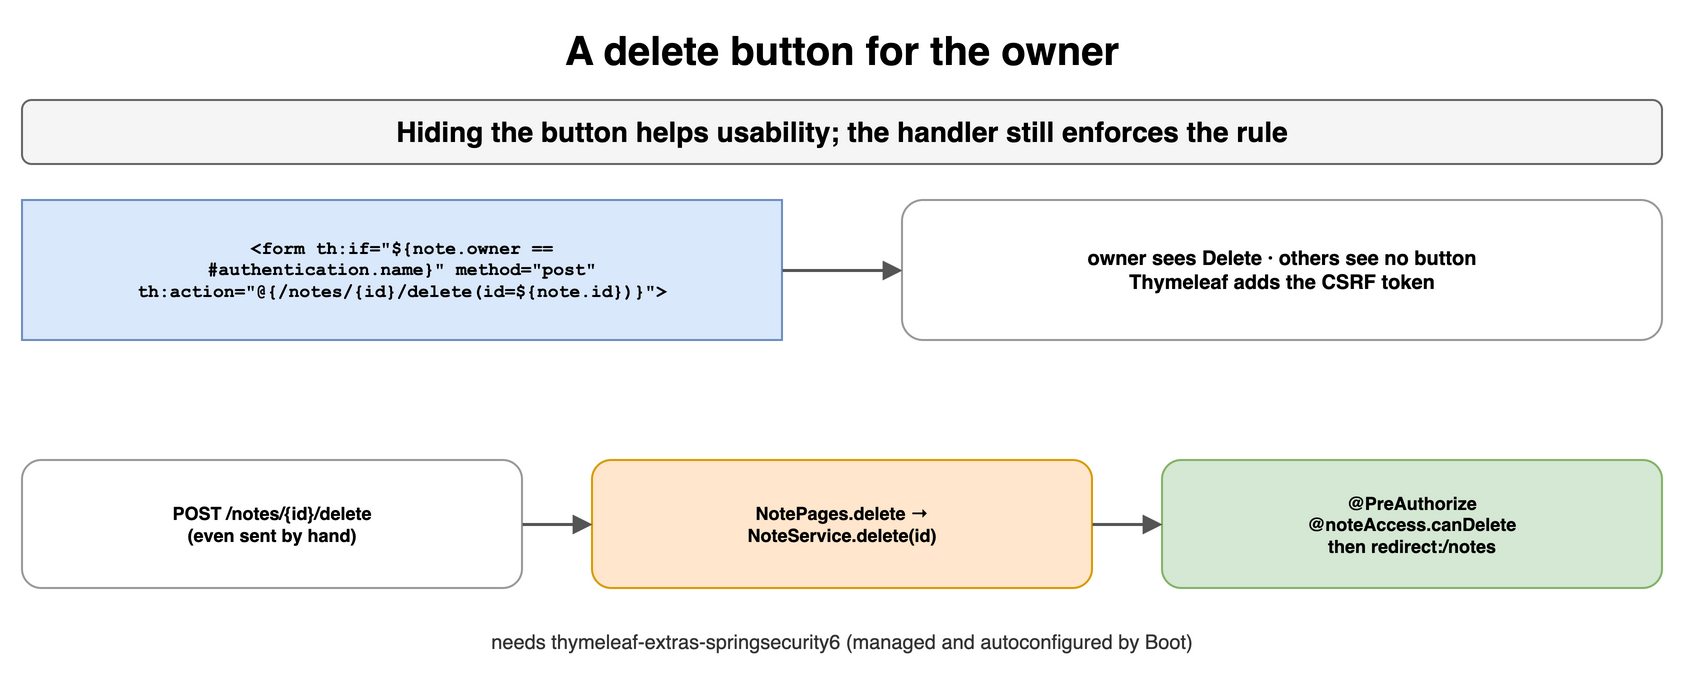 A delete button for the owner
Hiding the button helps usability; the handler still enforces the rule
<form th:if="${note.owner ==
#authentication.name}" method="post"
th:action="@{/notes/{id}/delete(id=${note.id})}">
owner sees Delete · others see no button
Thymeleaf adds the CSRF token
POST /notes/{id}/delete
(even sent by hand)
NotePages.delete →
NoteService.delete(id)
@PreAuthorize
@noteAccess.canDelete
then redirect:/notes
needs thymeleaf-extras-springsecurity6 (managed and autoconfigured by Boot)